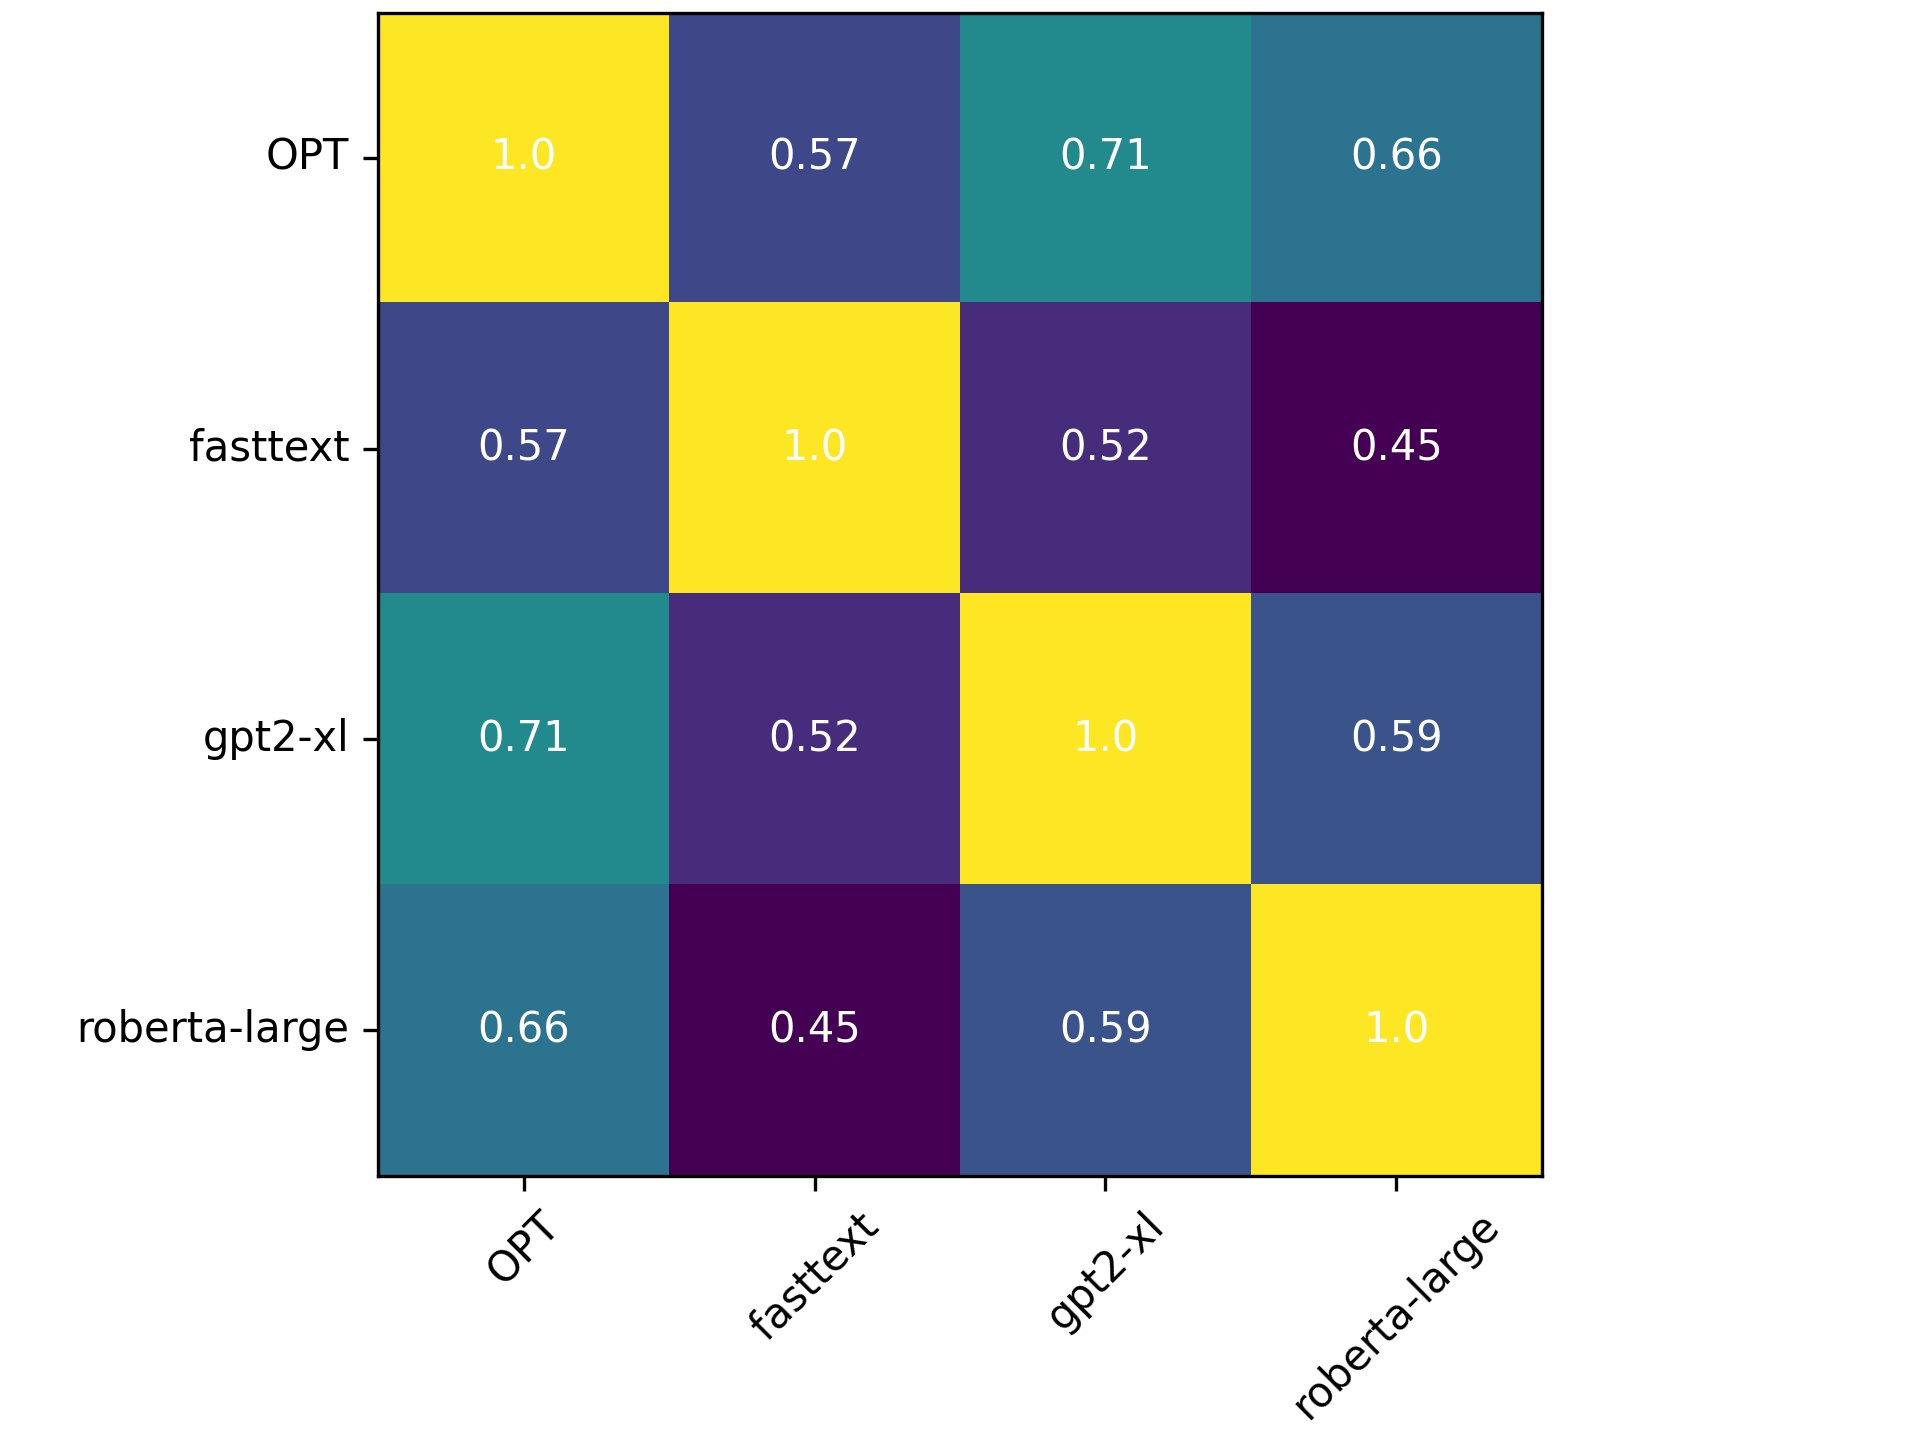 OPT 1.0 0.57 0.71 0.66
fasttext 0.57 1.0 0.52 0.45
gpt2-xl 0.71 0.52 1.0 0.59
roberta-large 0.66 0.45 0.59 1.0
OPT fasttext gpt2-xl roberta-large